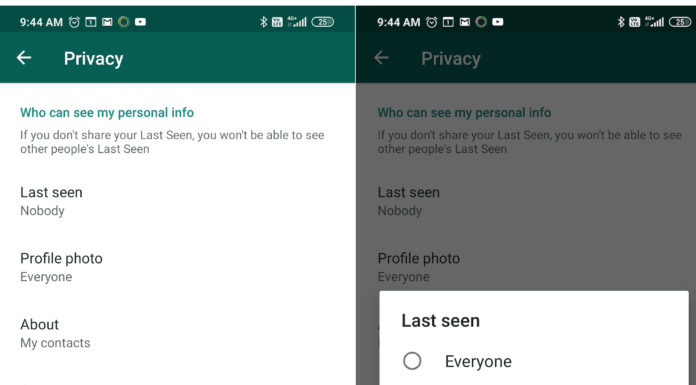 9:44 AM
4G+
25
Privacy
Who can see my personal info
If you don't share your Last Seen, you won't be able to see
other people's Last Seen
Last seen
Nobody
Profile photo
Everyone
About
My contacts
9:44 AM
4G+
25
Privacy
Who can see my personal info
If you don't share your Last Seen, you won't be able to see
other people's Last Seen
Last seen
Nobody
Profile photo
Everyone
Last seen
Everyone